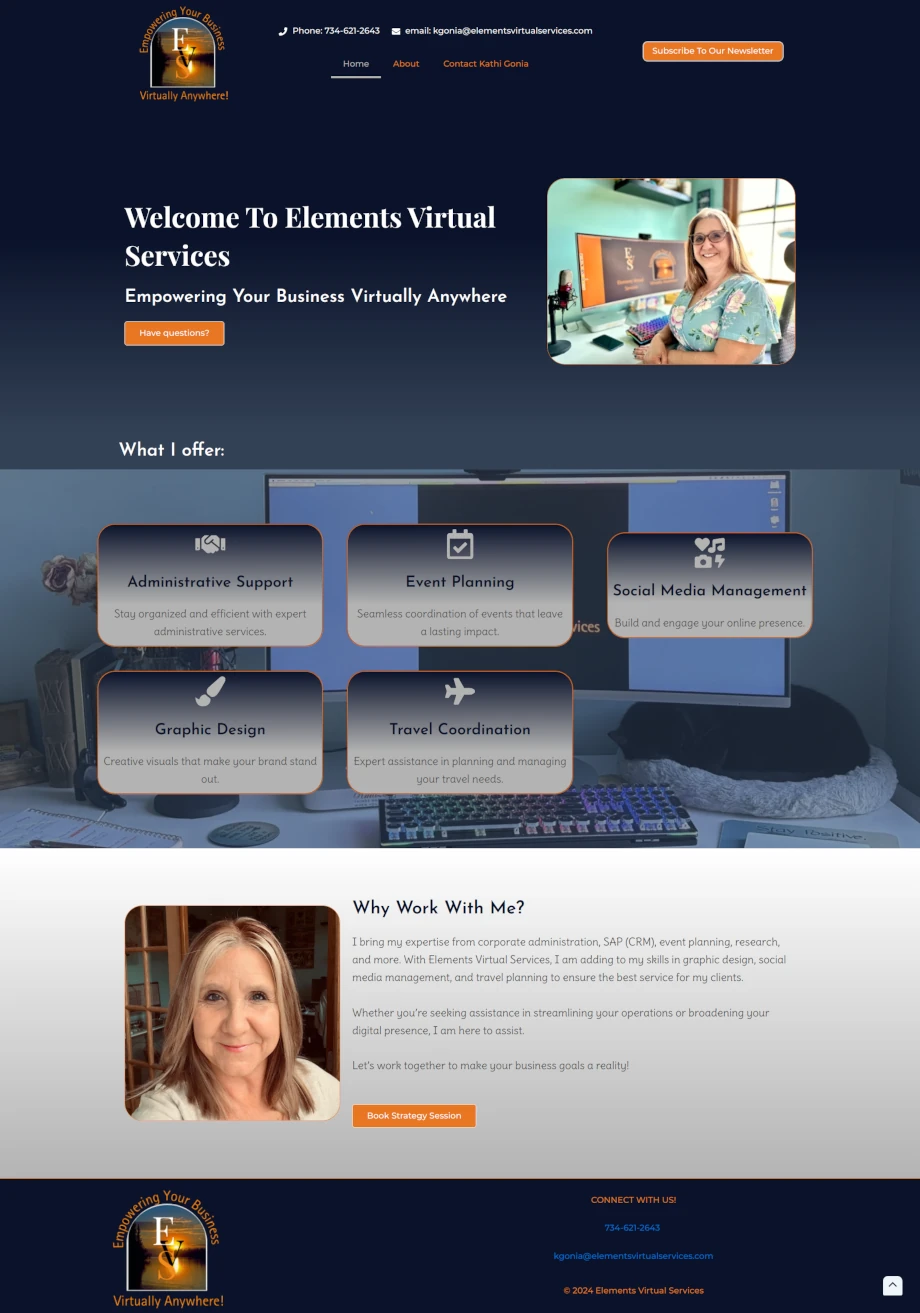 Empowering Your Business
E
V
S
Virtually Anywhere!
Phone: 734-621-2643
email: kgonia@elementsvirtualservices.com
Subscribe To Our Newsletter
Home
About
Contact Kathi Gonia
Welcome To Elements Virtual
Services
Empowering Your Business Virtually Anywhere
Have questions?
What I offer:
Administrative Support
Stay organized and efficient with expert
administrative services.
Event Planning
Seamless coordination of events that leave
a lasting impact.
Social Media Management
Build and engage your online presence.
Graphic Design
Creative visuals that make your brand stand
out.
Travel Coordination
Expert assistance in planning and managing
your travel needs.
Why Work With Me?
I bring my expertise from corporate administration, SAP (CRM), event planning, research,
and more. With Elements Virtual Services, I am adding to my skills in graphic design, social
media management, and travel planning to ensure the best service for my clients.
Whether you're seeking assistance in streamlining your operations or broadening your
digital presence, I am here to assist.
Let's work together to make your business goals a reality!
Book Strategy Session
Empowering Your Business
E
V
S
Virtually Anywhere!
CONNECT WITH US!
734-621-2643
kgonia@elementsvirtualservices.com
© 2024 Elements Virtual Services